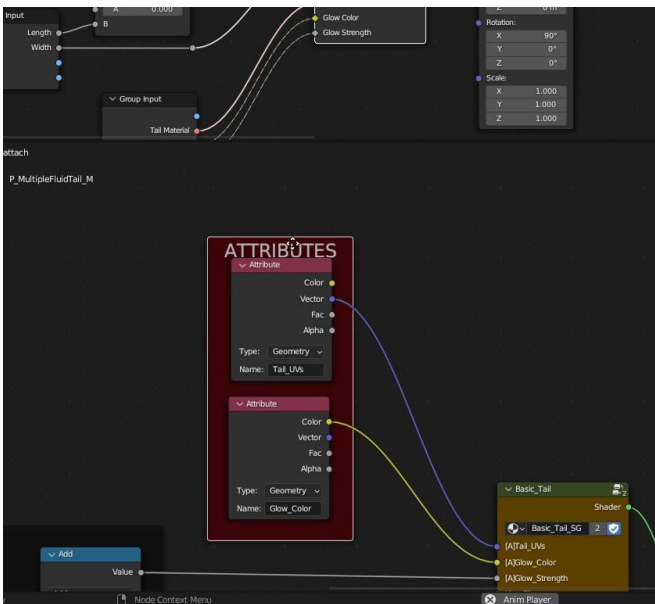 Input
Length
Width
A 0.000
B
Glow Color
Glow Strength
Group Input
Tail Material
Z 0 m
Rotation:
X 90°
Y 0°
Z 0°
Scale:
X 1.000
Y 1.000
Z 1.000
attach
P_MultipleFluidTail_M
ATTRIBUTES
Attribute
Color
Vector
Fac
Alpha
Type: Geometry
Name: Tail_UVs
Attribute
Color
Vector
Fac
Alpha
Type: Geometry
Name: Glow_Color
Basic_Tail
2
Shader
Basic_Tail_SG 2
[A]Tail_UVs
[A]Glow_Color
[A]Glow_Strength
Add
Value
Node Context Menu
Anim Player